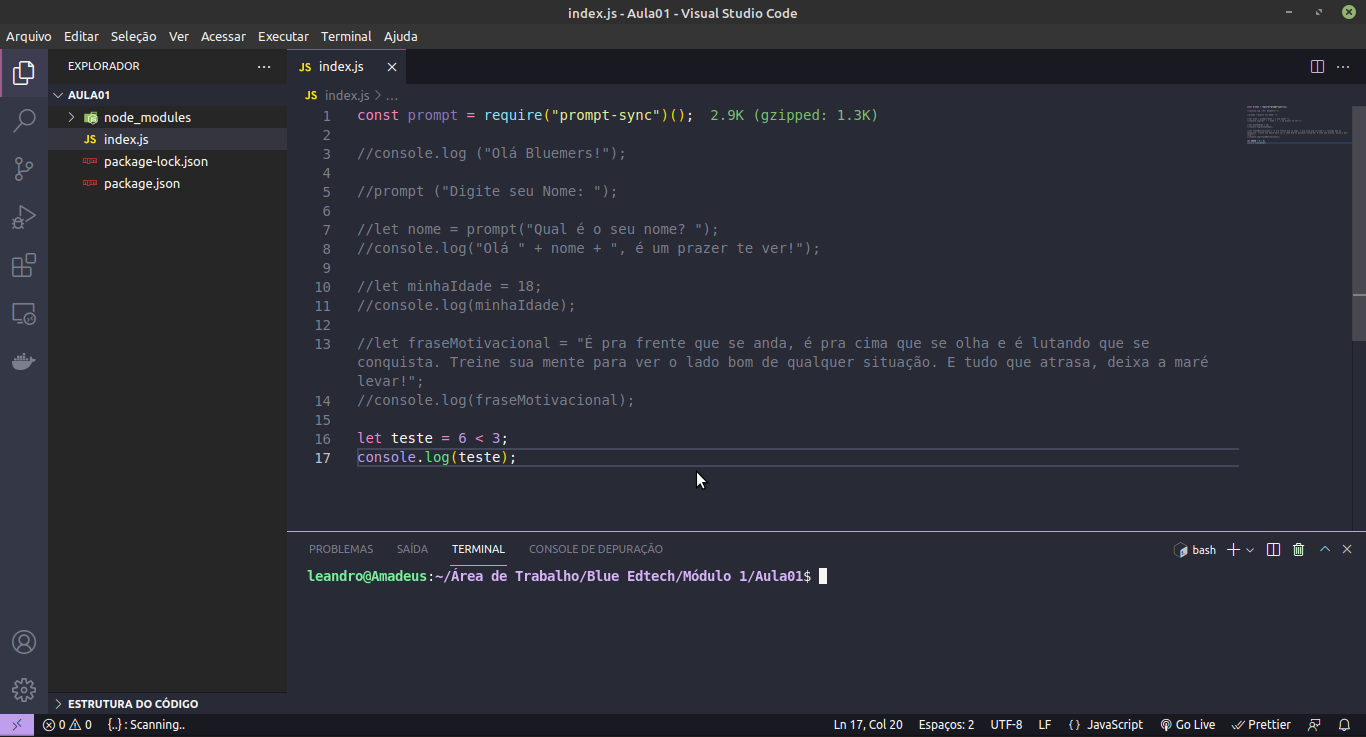 index.js - Aula01 - Visual Studio Code
Arquivo Editar Seleção Ver Acessar Executar Terminal Ajuda
EXPLORADOR
JS index.js
AULA01
JS index.js > ...
node_modules
JS index.js
package-lock.json
package.json
1 const prompt = require("prompt-sync")(); 2.9K (gzipped: 1.3K)
2
3 //console.log ("Olá Bluemers!");
4
5 //prompt ("Digite seu Nome: ");
6
7 //let nome = prompt("Qual é o seu nome? ");
8 //console.log("Olá " + nome + ", é um prazer te ver!");
9
10 //let minhaIdade = 18;
11 //console.log(minhaIdade);
12
13 //let fraseMotivacional = "É pra frente que se anda, é pra cima que se olha e é lutando que se
conquista. Treine sua mente para ver o lado bom de qualquer situação. E tudo que atrasa, deixa a maré
levar!";
14 //console.log(fraseMotivacional);
15
16 let teste = 6 < 3;
17 console.log(teste);
PROBLEMAS SAÍDA TERMINAL CONSOLE DE DEPURAÇÃO
bash
leandro@Amadeus:~/Área de Trabalho/Blue Edtech/Módulo 1/Aula01$
ESTRUTURA DO CÓDIGO
0 0 {..} : Scanning.. Ln 17, Col 20 Espaços: 2 UTF-8 LF {} JavaScript Go Live Prettier